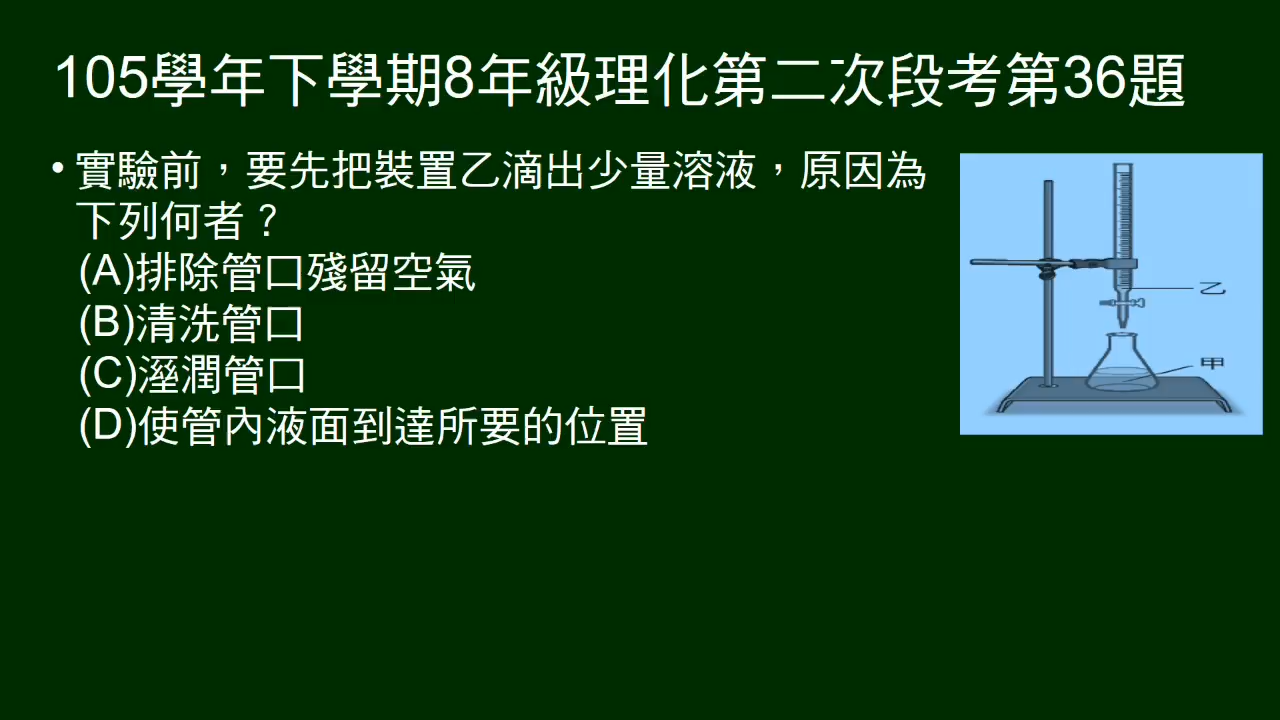 105學年下學期8年級理化第二次段考第36題
• 實驗前，要先把裝置乙滴出少量溶液，原因為
下列何者？
(A)排除管口殘留空氣
(B)清洗管口
(C)溼潤管口
(D)使管內液面到達所要的位置
乙
甲